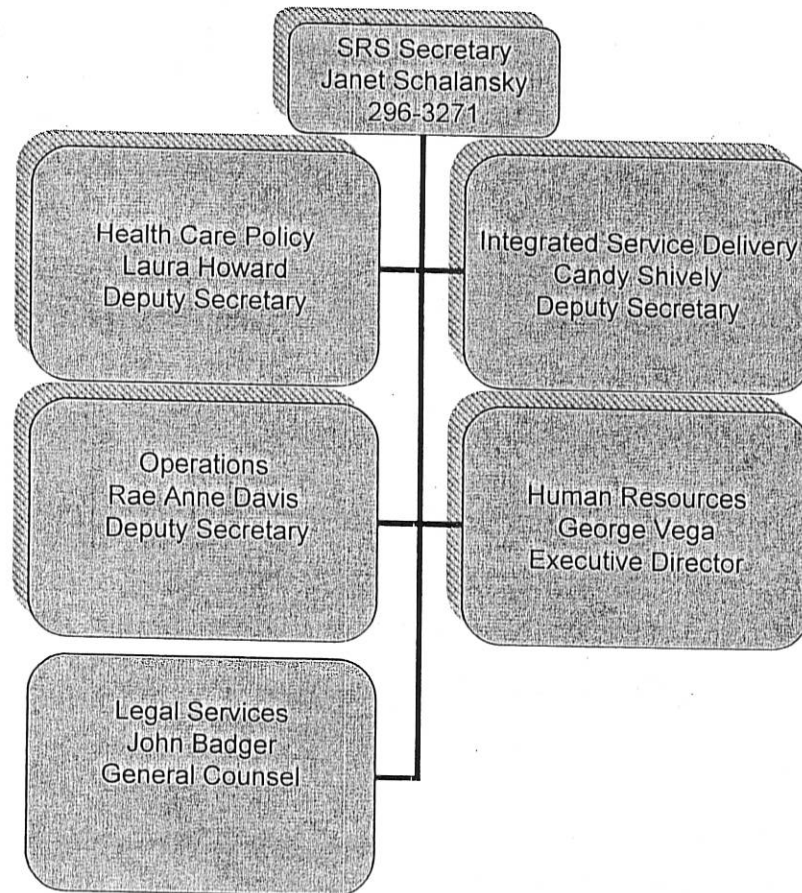 SRS Secretary
Janet Schalansky
296-3271
Health Care Policy
Laura Howard
Deputy Secretary
Integrated Service Delivery
Candy Shively
Deputy Secretary
Operations
Rae Anne Davis
Deputy Secretary
Human Resources
George Vega
Executive Director
Legal Services
John Badger
General Counsel